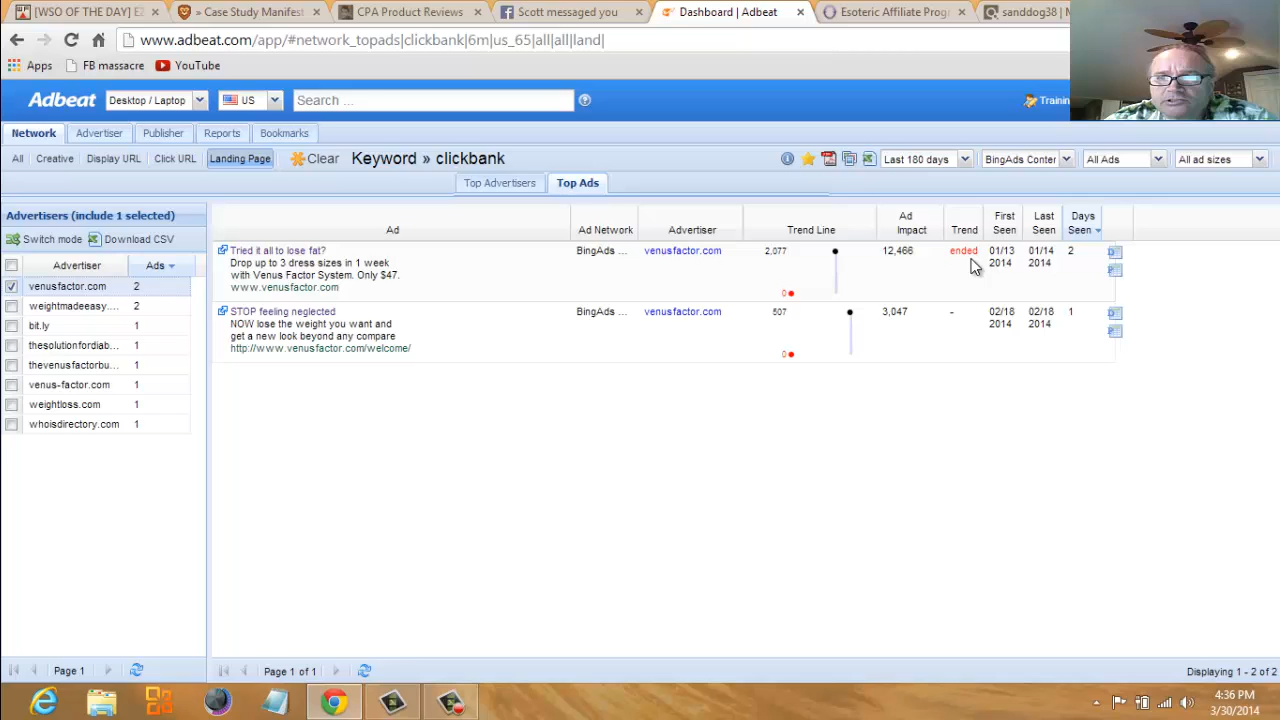 [WSO OF THE DAY] EZ
» Case Study Manifest
CPA Product Reviews
Scott messaged you
Dashboard | Adbeat
Esoteric Affiliate Prog
sanddog38 | M
www.adbeat.com/app/#network_topads|clickbank|6m|us_65|all|all|land|
Apps FB massacre YouTube
Adbeat Desktop / Laptop US Search ... Training
Network Advertiser Publisher Reports Bookmarks
All Creative Display URL Click URL Landing Page Clear Keyword » clickbank Last 180 days BingAds Conter All Ads All ad sizes
Top Advertisers Top Ads
Advertisers (include 1 selected)
Switch mode Download CSV
Advertiser Ads
venusfactor.com 2
weightmadeeasy.... 2
bit.ly 1
thesolutionfordiab... 1
thevenusfactorbu... 1
venus-factor.com 1
weightloss.com 1
whoisdirectory.com 1
Ad Ad Network Advertiser Trend Line Ad Impact Trend First Seen Last Seen Days Seen
Tried it all to lose fat? BingAds ... venusfactor.com 2,077 12,466 ended 01/13 01/14 2
Drop up to 3 dress sizes in 1 week 2014 2014
with Venus Factor System. Only $47.
www.venusfactor.com 0
STOP feeling neglected BingAds ... venusfactor.com 507 3,047 - 02/18 02/18 1
NOW lose the weight you want and 2014 2014
get a new look beyond any compare
http://www.venusfactor.com/welcome/ 0
Page 1
Page 1 of 1
Displaying 1 - 2 of 2
4:36 PM
3/30/2014